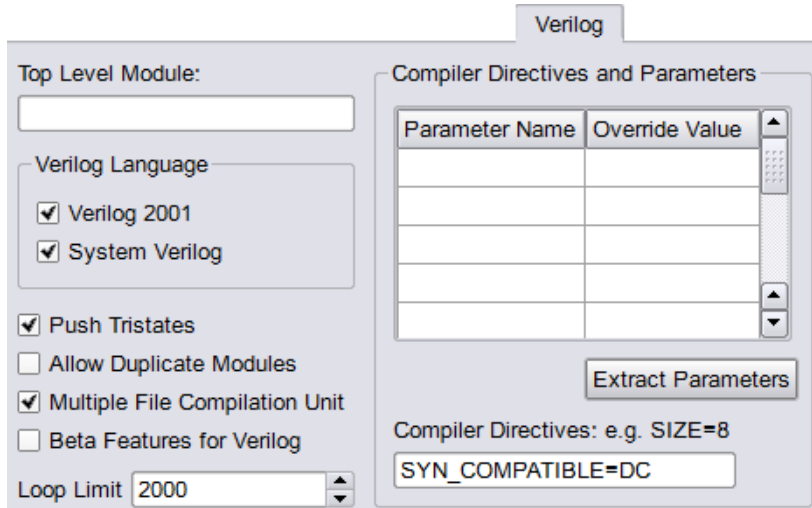 Verilog
Top Level Module:
Verilog Language
Verilog 2001
System Verilog
Push Tristates
Allow Duplicate Modules
Multiple File Compilation Unit
Beta Features for Verilog
Loop Limit 2000
Compiler Directives and Parameters
Parameter Name Override Value
Extract Parameters
Compiler Directives: e.g. SIZE=8
SYN_COMPATIBLE=DC